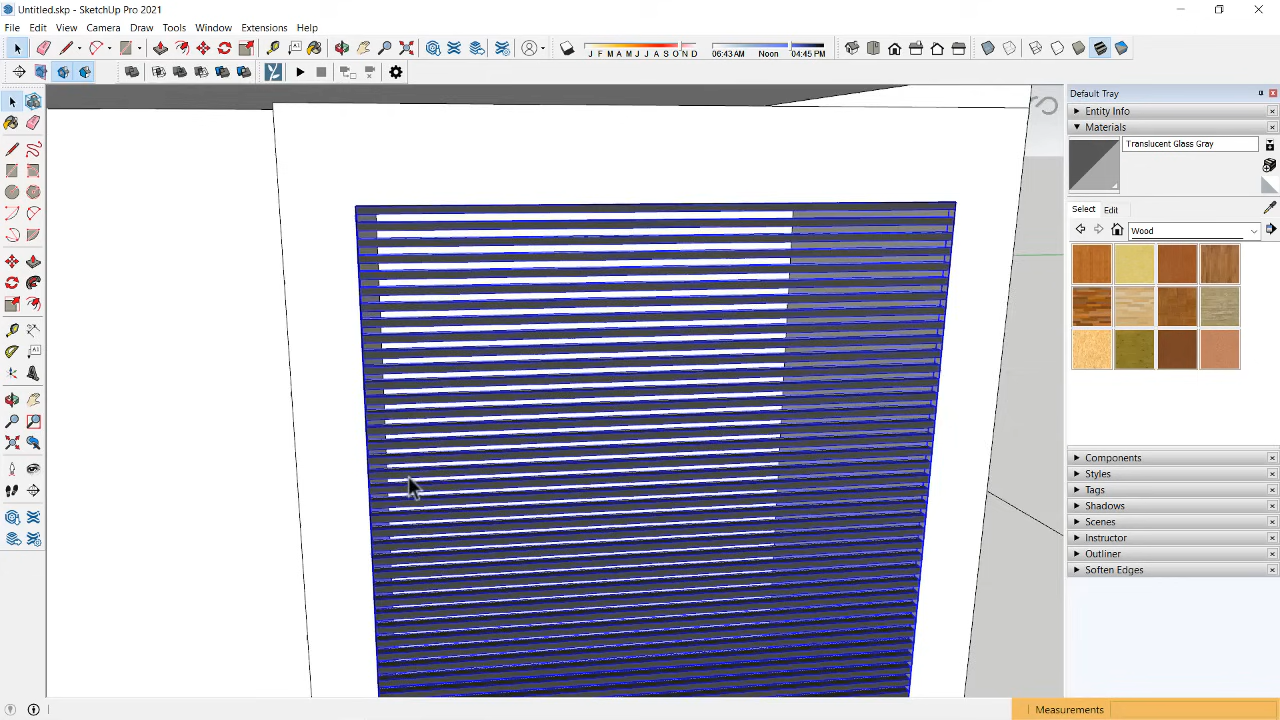 Untitled.skp - SketchUp Pro 2021
File Edit View Camera Draw Tools Window Extensions Help
J F M A M J J A S O N D
06:43 AM Noon 04:45 PM
Default Tray
Entity Info
Materials
Translucent Glass Gray
Select Edit
Wood
Components
Styles
Tags
Shadows
Scenes
Instructor
Outliner
Soften Edges
Measurements